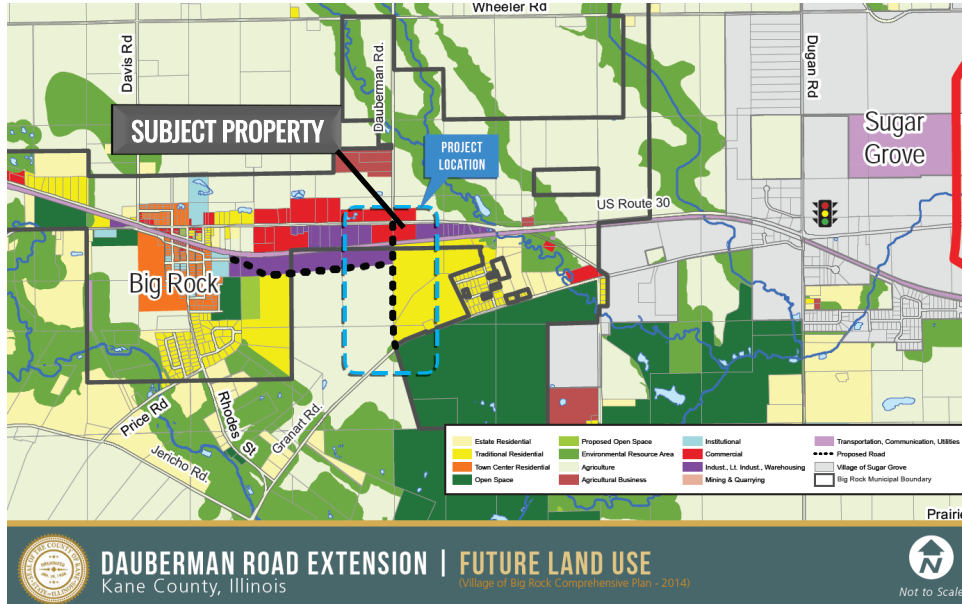 Wheeler Rd
Davis Rd
Dauberman Rd.
Dugan Rd
SUBJECT PROPERTY
PROJECT
LOCATION
Sugar
Grove
US Route 30
Big Rock
Price Rd
Rhodes St
Granart Rd.
Jericho Rd.
Estate Residential
Traditional Residential
Town Center Residential
Open Space
Proposed Open Space
Environmental Resource Area
Agriculture
Agricultural Business
Institutional
Commercial
Indust., Lt. Indust., Warehousing
Mining & Quarrying
Transportation, Communication, Utilities
Proposed Road
Village of Sugar Grove
Big Rock Municipal Boundary
Prairie
DAUBERMAN ROAD EXTENSION | FUTURE LAND USE
Kane County, Illinois
(Village of Big Rock Comprehensive Plan - 2014)
N
Not to Scale